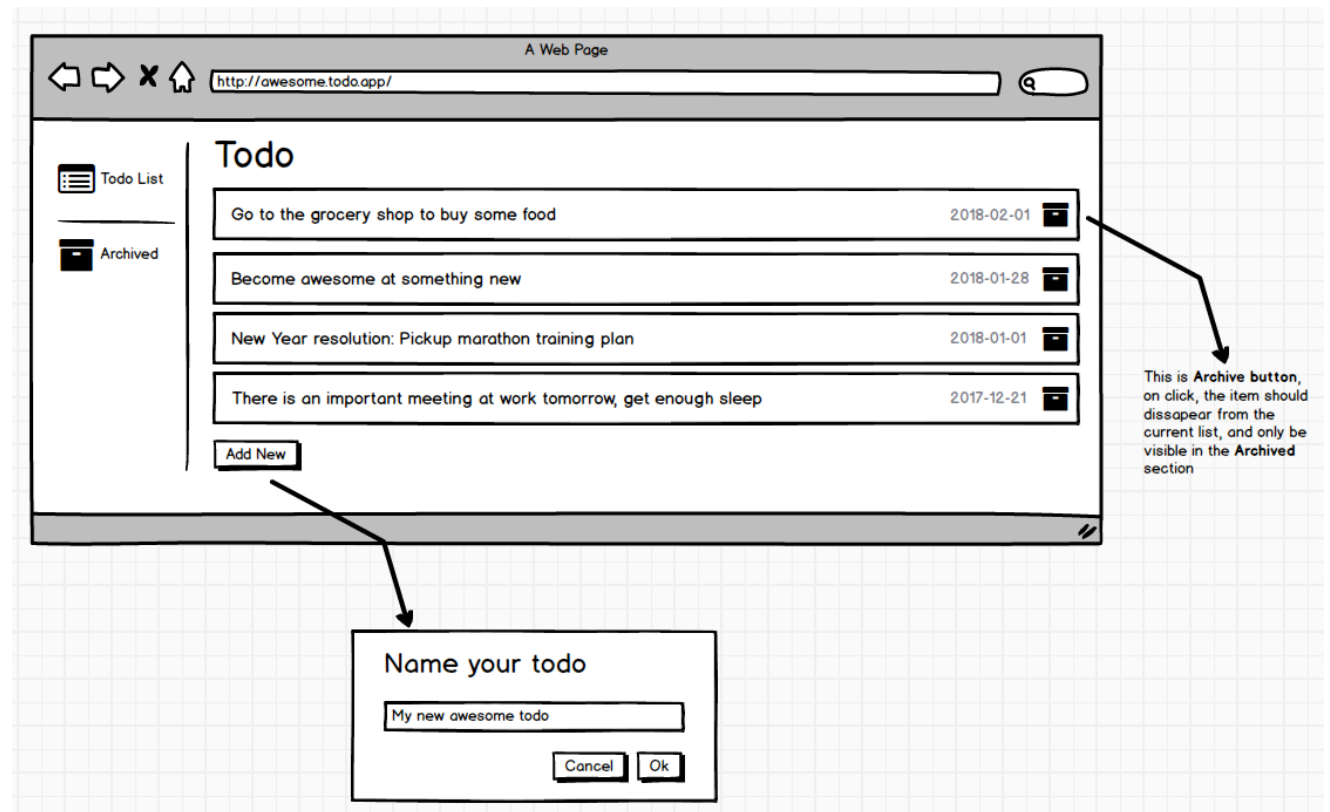 A Web Page
http://awesome.todo.app/
Todo List
Archived
Todo
Go to the grocery shop to buy some food 2018-02-01
Become awesome at something new 2018-01-28
New Year resolution: Pickup marathon training plan 2018-01-01
There is an important meeting at work tomorrow, get enough sleep 2017-12-21
Add New
This is Archive button,
on click, the item should
dissapear from the
current list, and only be
visible in the Archived
section
Name your todo
My new awesome todo
Cancel Ok